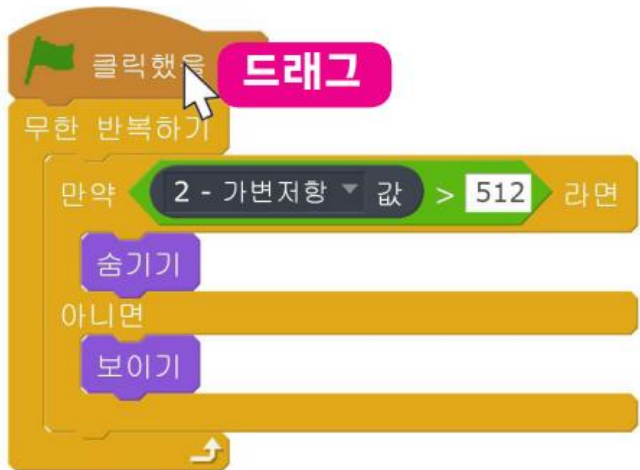 클릭했을
드래그
무한 반복하기
만약 2 - 가변저항 값 > 512 라면
숨기기
아니면
보이기